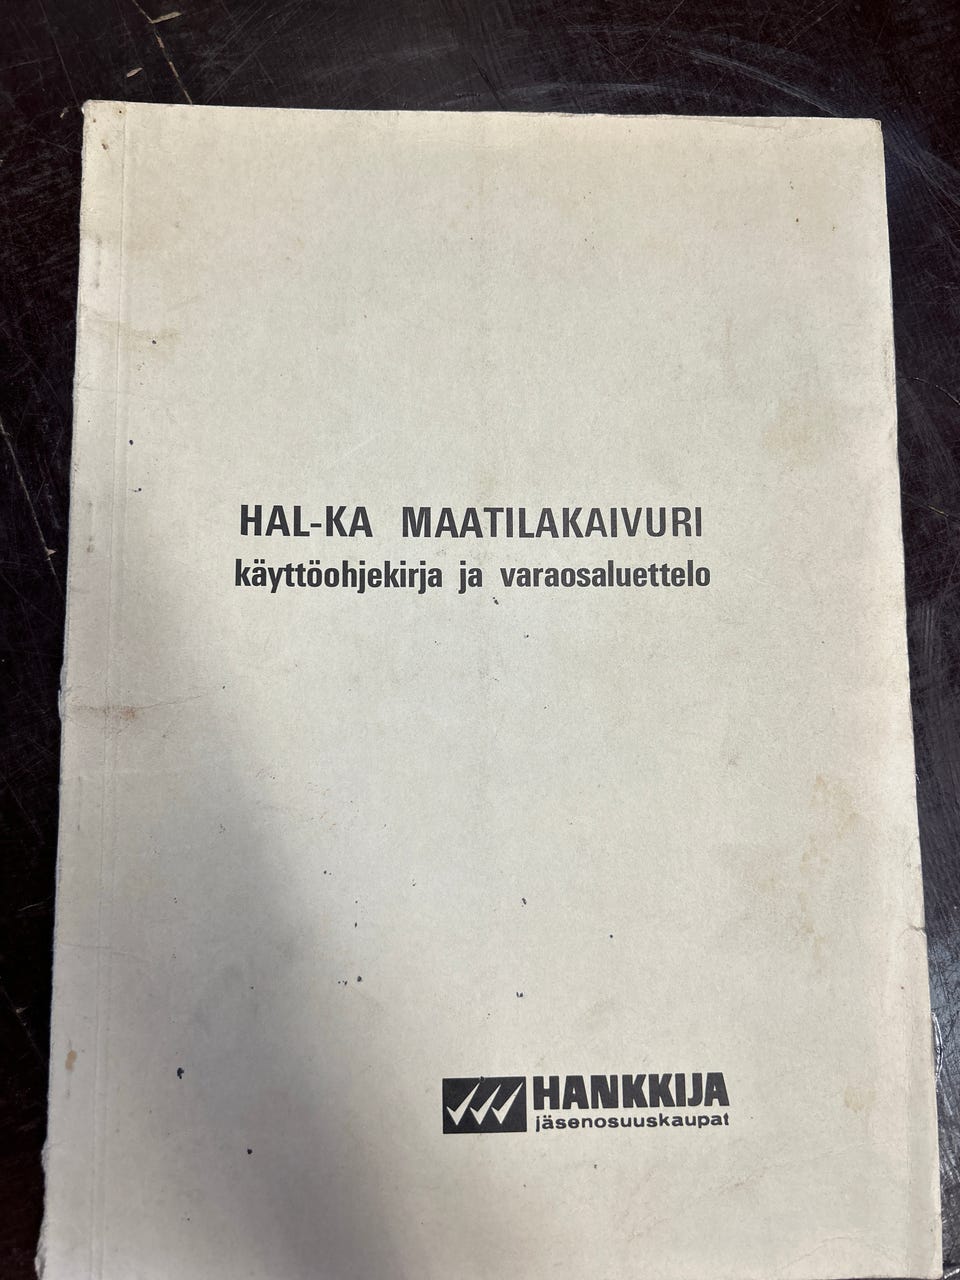 HAL-KA MAATILAKAIVURI
käyttöohjekirja ja varaosaluettelo
HANKKIJA
jäsenosuuskaupat